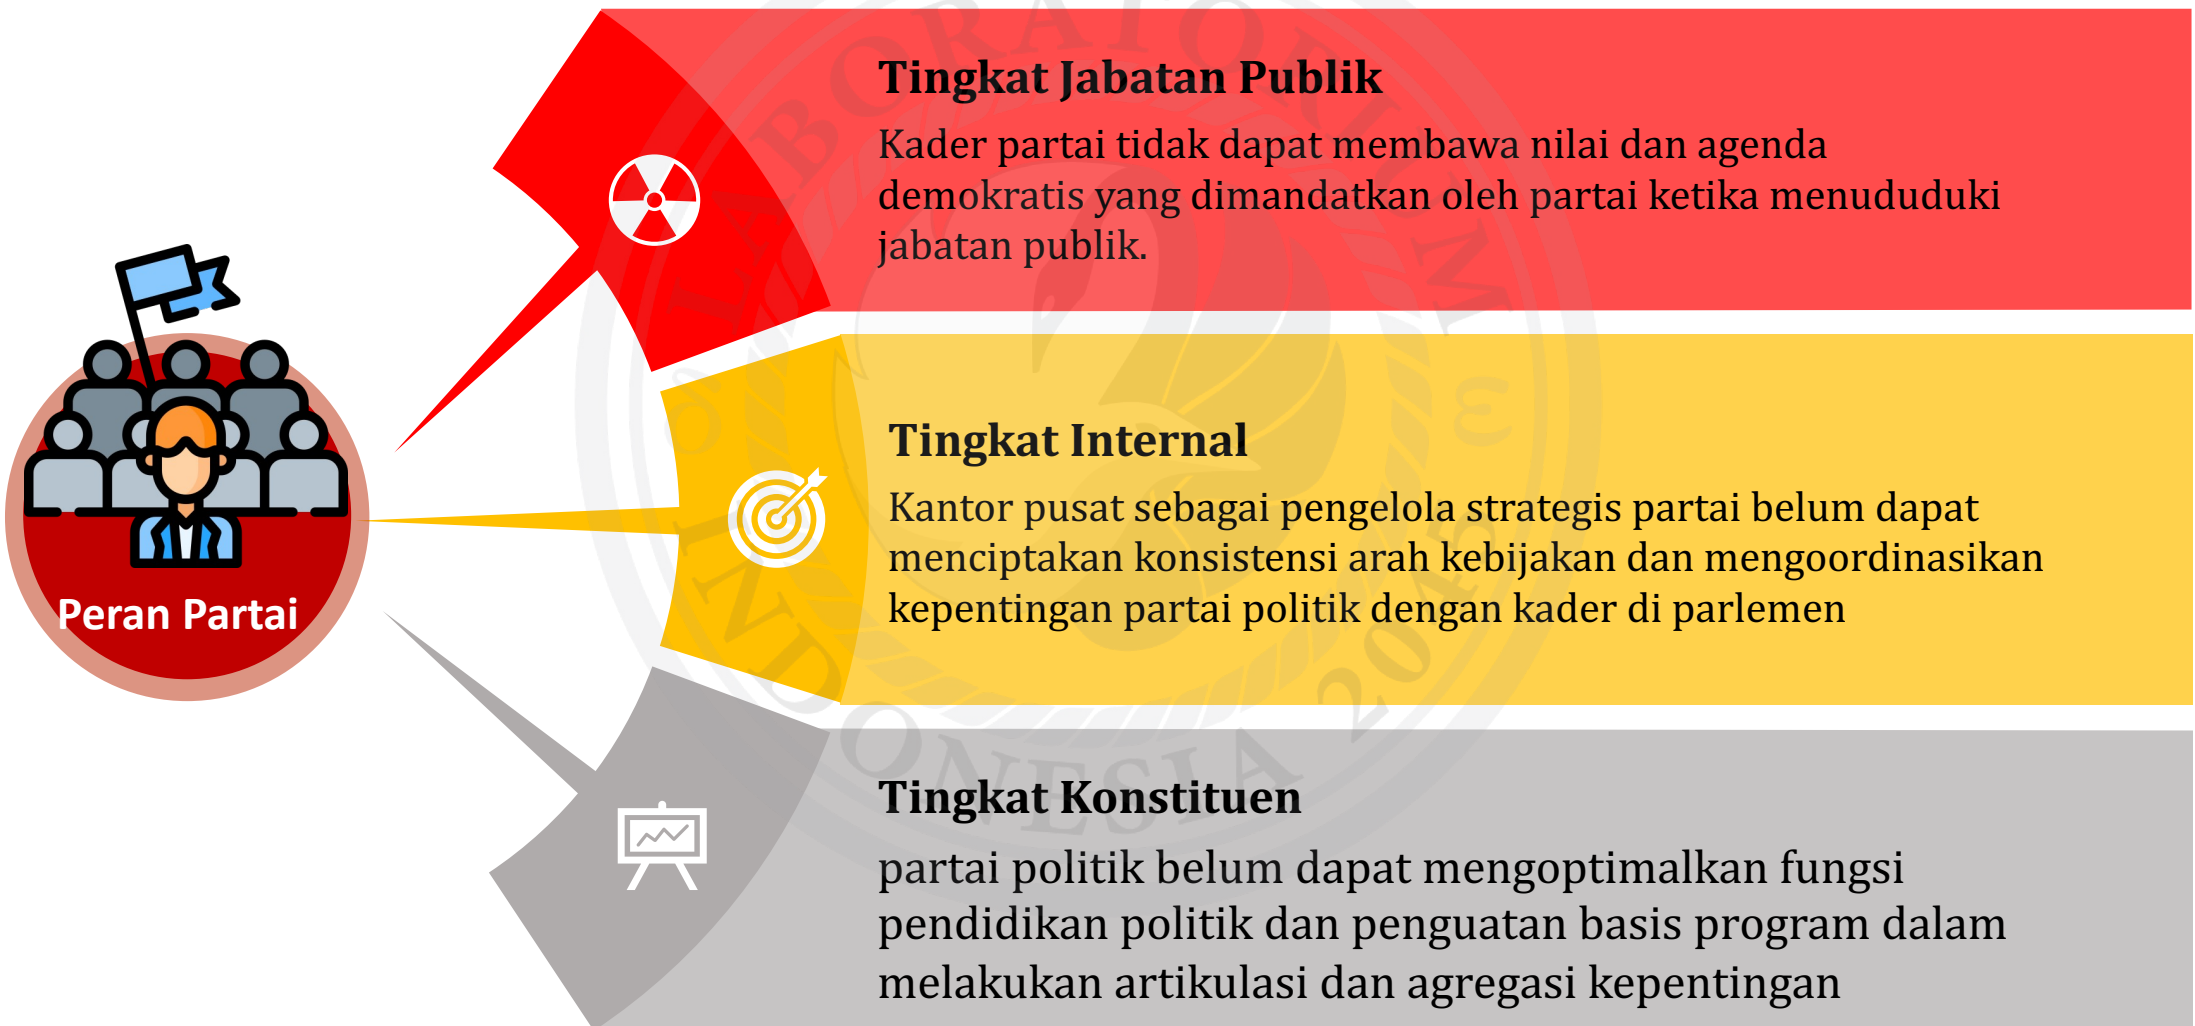 Tingkat Jabatan Publik
Kader partai tidak dapat membawa nilai dan agenda
demokratis yang dimandatkan oleh partai ketika menududuki
jabatan publik.
Peran Partai
Tingkat Internal
Kantor pusat sebagai pengelola strategis partai belum dapat
menciptakan konsistensi arah kebijakan dan mengoordinasikan
kepentingan partai politik dengan kader di parlemen
Tingkat Konstituen
partai politik belum dapat mengoptimalkan fungsi
pendidikan politik dan penguatan basis program dalam
melakukan artikulasi dan agregasi kepentingan
LABORATORIUM
INDONESIA 2045